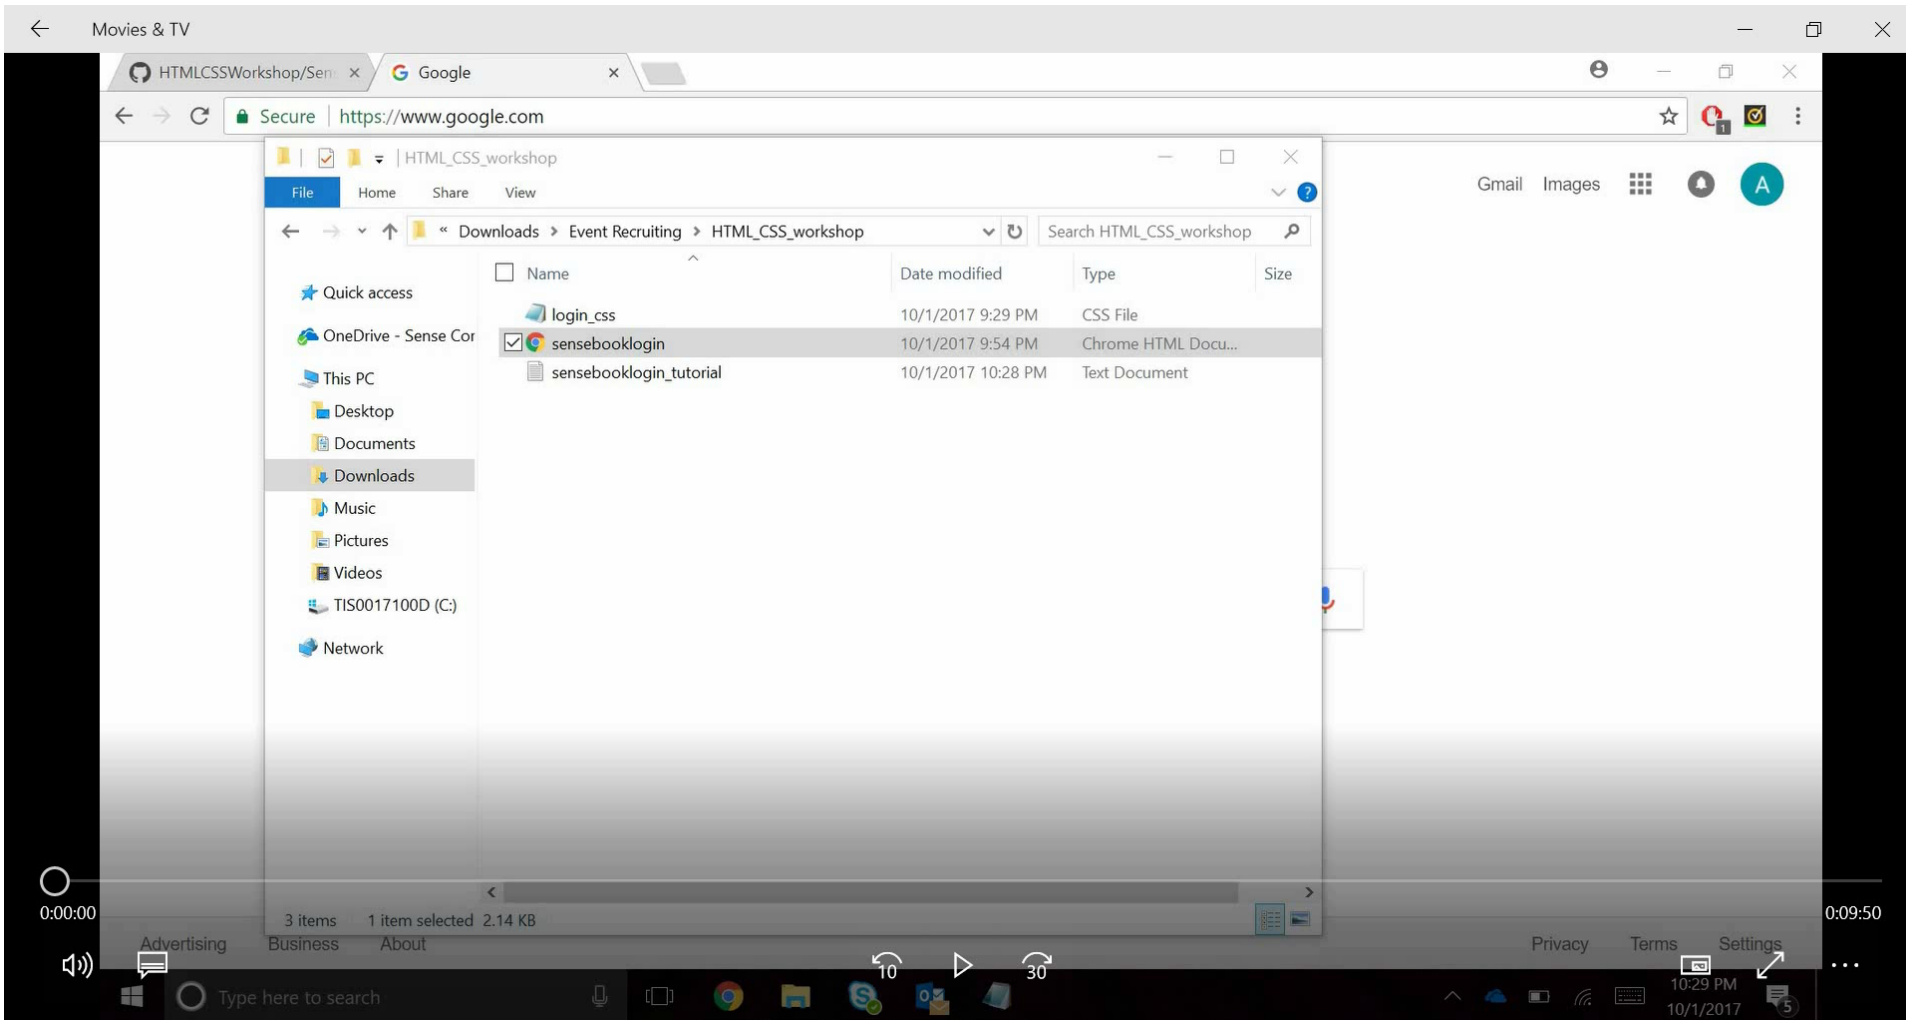 Movies & TV
HTMLCSSWorkshop/Sen
Google
Secure
https://www.google.com
HTML_CSS_workshop
Gmail Images
A
File Home Share View
?
« Downloads > Event Recruiting > HTML_CSS_workshop
Search HTML_CSS_workshop
Name Date modified Type Size
Quick access
OneDrive - Sense Cor
This PC
Desktop
Documents
Downloads
Music
Pictures
Videos
TIS0017100D (C:)
Network
login_css 10/1/2017 9:29 PM CSS File
sensebooklogin 10/1/2017 9:54 PM Chrome HTML Docu...
sensebooklogin_tutorial 10/1/2017 10:28 PM Text Document
0:00:00
0:09:50
3 items 1 item selected 2.14 KB
Advertising Business About
Privacy Terms Settings
10
30
Type here to search
10:29 PM
10/1/2017
5